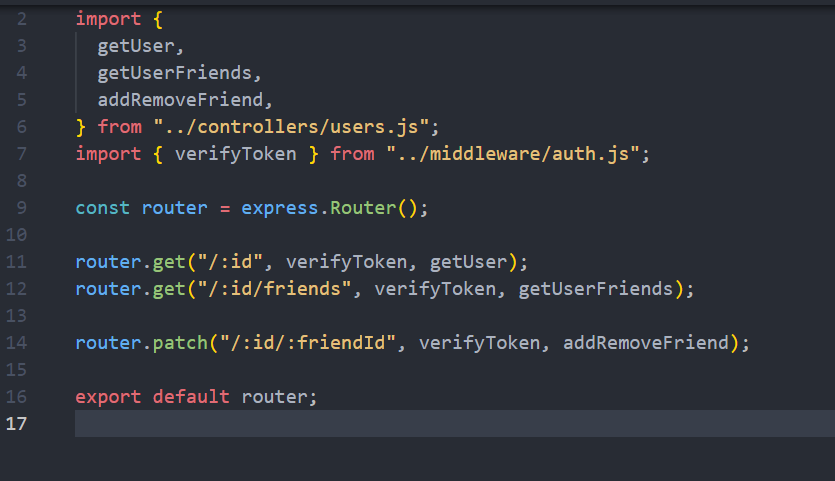 2 import {
3   getUser,
4   getUserFriends,
5   addRemoveFriend,
6 } from "../controllers/users.js";
7 import { verifyToken } from "../middleware/auth.js";
8
9 const router = express.Router();
10
11 router.get("/:id", verifyToken, getUser);
12 router.get("/:id/friends", verifyToken, getUserFriends);
13
14 router.patch("/:id/:friendId", verifyToken, addRemoveFriend);
15
16 export default router;
17